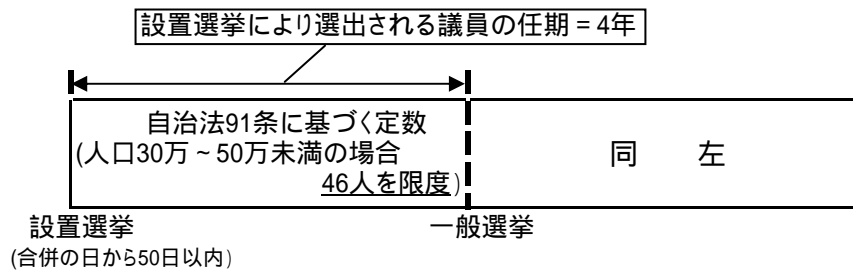 設置選挙により選出される議員の任期 = 4年
自治法91条に基づく定数
(人口30万~50万未満の場合
46人を限度)
同 左
設置選挙
一般選挙
(合併の日から50日以内)